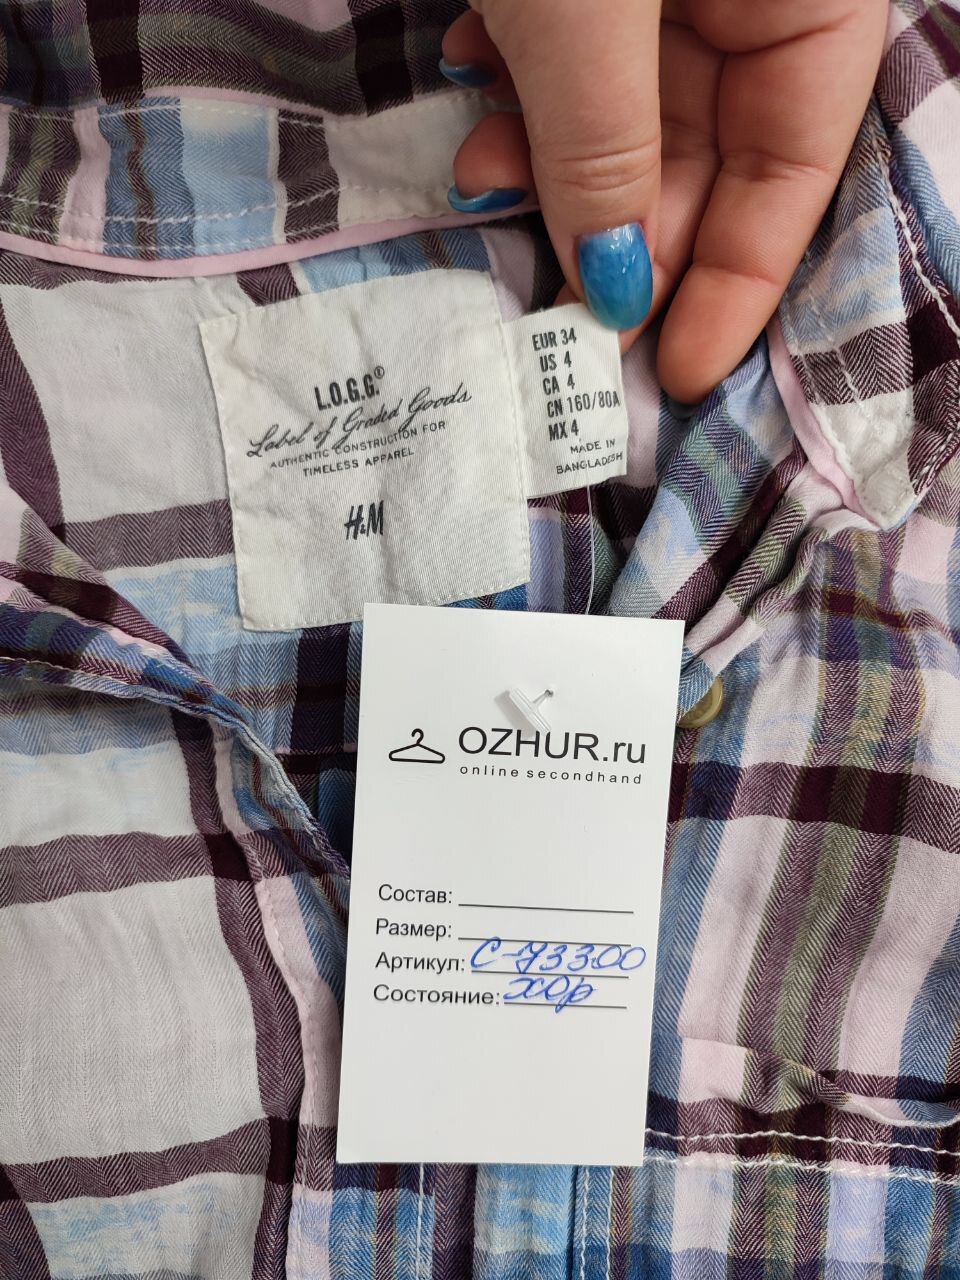 L.O.G.G.®
Label of Graded Goods
AUTHENTIC CONSTRUCTION FOR
TIMELESS APPAREL
H&M
EUR 34
US 4
CA 4
CN 160/80A
MX 4
MADE IN
BANGLADESH
OZHUR.ru
online secondhand
Состав:
Размер:
Артикул: С-73300
Состояние: хор